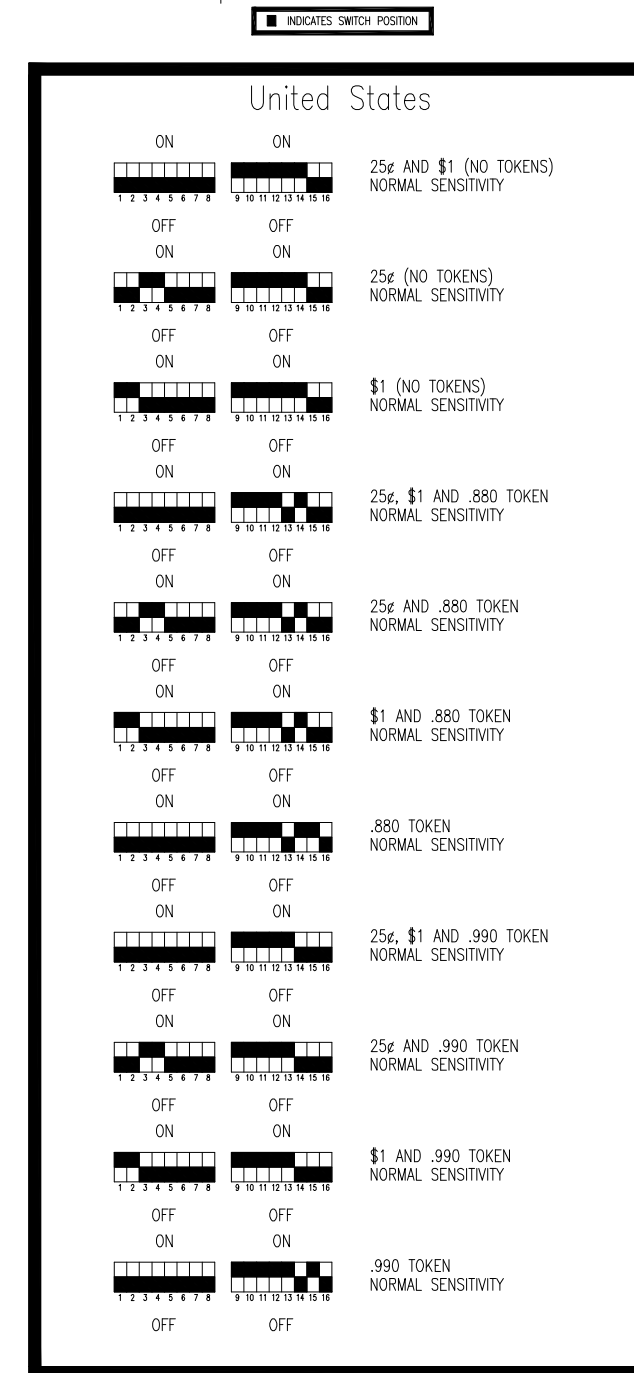 INDICATES SWITCH POSITION
United States
ON ON
25¢ AND $1 (NO TOKENS)
NORMAL SENSITIVITY
1 2 3 4 5 6 7 8 9 10 11 12 13 14 15 16
OFF OFF
ON ON
25¢ (NO TOKENS)
NORMAL SENSITIVITY
1 2 3 4 5 6 7 8 9 10 11 12 13 14 15 16
OFF OFF
ON ON
$1 (NO TOKENS)
NORMAL SENSITIVITY
1 2 3 4 5 6 7 8 9 10 11 12 13 14 15 16
OFF OFF
ON ON
25¢, $1 AND .880 TOKEN
NORMAL SENSITIVITY
1 2 3 4 5 6 7 8 9 10 11 12 13 14 15 16
OFF OFF
ON ON
25¢ AND .880 TOKEN
NORMAL SENSITIVITY
1 2 3 4 5 6 7 8 9 10 11 12 13 14 15 16
OFF OFF
ON ON
$1 AND .880 TOKEN
NORMAL SENSITIVITY
1 2 3 4 5 6 7 8 9 10 11 12 13 14 15 16
OFF OFF
ON ON
.880 TOKEN
NORMAL SENSITIVITY
1 2 3 4 5 6 7 8 9 10 11 12 13 14 15 16
OFF OFF
ON ON
25¢, $1 AND .990 TOKEN
NORMAL SENSITIVITY
1 2 3 4 5 6 7 8 9 10 11 12 13 14 15 16
OFF OFF
ON ON
25¢ AND .990 TOKEN
NORMAL SENSITIVITY
1 2 3 4 5 6 7 8 9 10 11 12 13 14 15 16
OFF OFF
ON ON
$1 AND .990 TOKEN
NORMAL SENSITIVITY
1 2 3 4 5 6 7 8 9 10 11 12 13 14 15 16
OFF OFF
ON ON
.990 TOKEN
NORMAL SENSITIVITY
1 2 3 4 5 6 7 8 9 10 11 12 13 14 15 16
OFF OFF